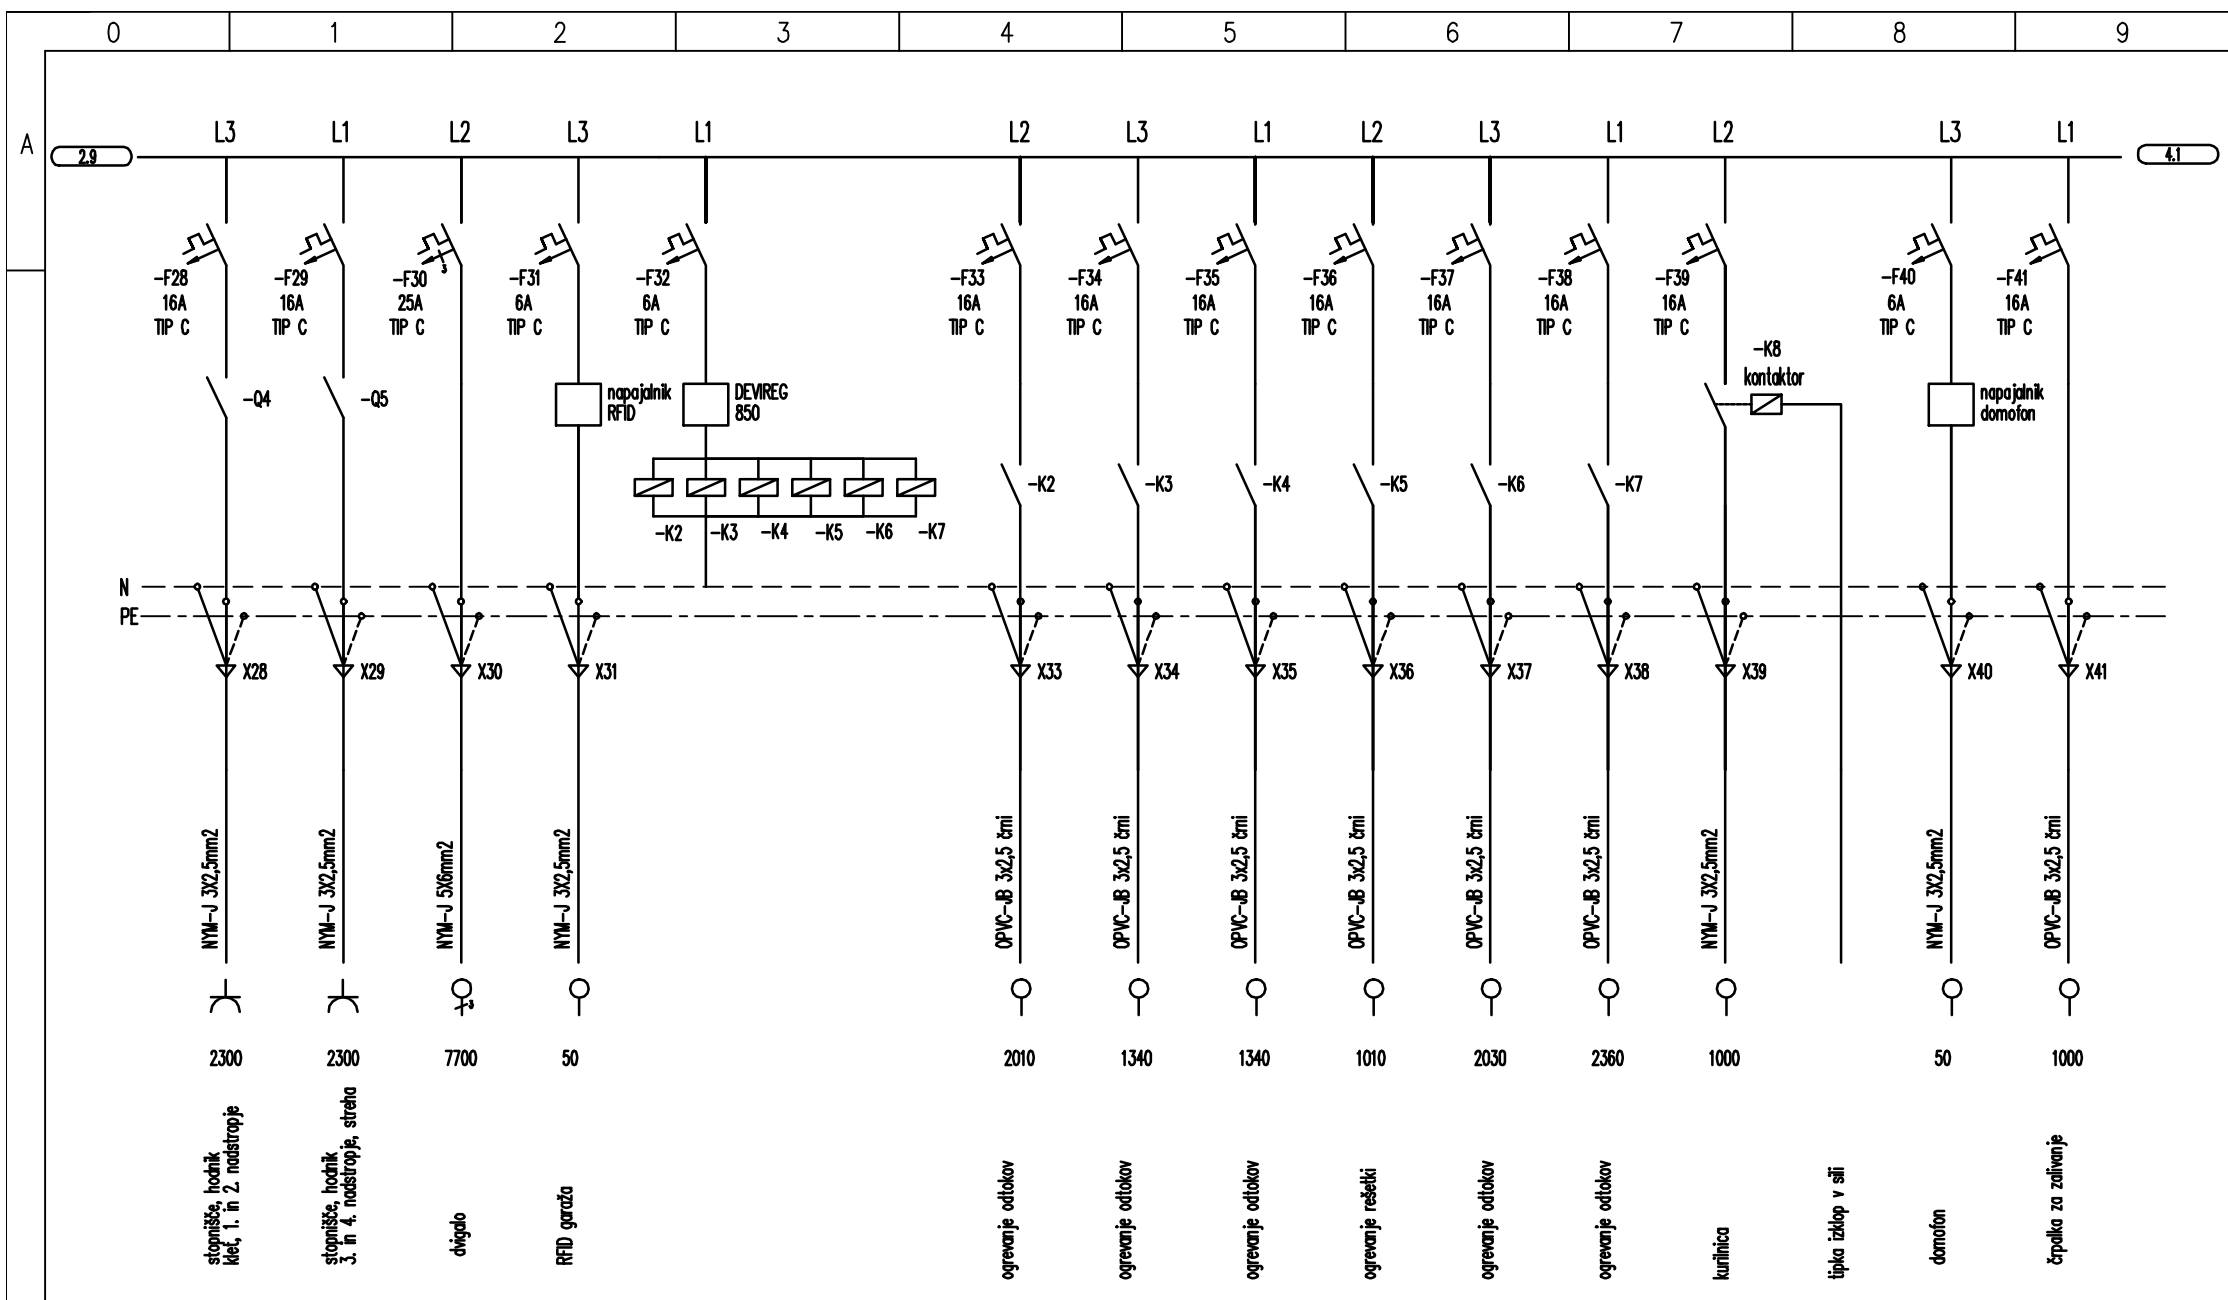 0 1 2 3 4 5 6 7 8 9
A
L3 L1 L2 L3 L1 L2 L3 L1 L2 L3 L1 L2 L3 L1
2.9 4.1
-F28 -F29 -F30 3 -F31 -F32 -F33 -F34 -F35 -F36 -F37 -F38 -F39 -F40 -F41
16A 16A 25A 6A 6A 16A 16A 16A 16A 16A 16A 16A 6A 16A
TIP C TIP C TIP C TIP C TIP C TIP C TIP C TIP C TIP C TIP C TIP C TIP C TIP C TIP C
-K8
kontaktor
-Q4 -Q5
napajalnik
RFID
DEVIREG
850
napajalnik
domofon
-K2 -K3 -K4 -K5 -K6 -K7
-K2 -K3 -K4 -K5 -K6 -K7
N
PE
X28 X29 X30 X31 X33 X34 X35 X36 X37 X38 X39 X40 X41
NYM-J 3X2,5mm2
NYM-J 3X2,5mm2
NYM-J 5X6mm2
NYM-J 3X2,5mm2
OPVC-JB 3x2,5 črni
OPVC-JB 3x2,5 črni
OPVC-JB 3x2,5 črni
OPVC-JB 3x2,5 črni
OPVC-JB 3x2,5 črni
OPVC-JB 3x2,5 črni
NYM-J 3X2,5mm2
NYM-J 3X2,5mm2
OPVC-JB 3x2,5 črni
3
2300 2300 7700 50 2010 1340 1340 1010 2030 2360 1000 50 1000
stopnišče, hodnik
klet, 1. in 2. nadstropje
stopnišče, hodnik
3. in 4. nadstropje, streha
dvigalo
RFID garaža
ogrevanje odtokov
ogrevanje odtokov
ogrevanje odtokov
ogrevanje rešetki
ogrevanje odtokov
ogrevanje odtokov
kurilnica
tipka izklop v sili
domofon
črpalka za zalivanje